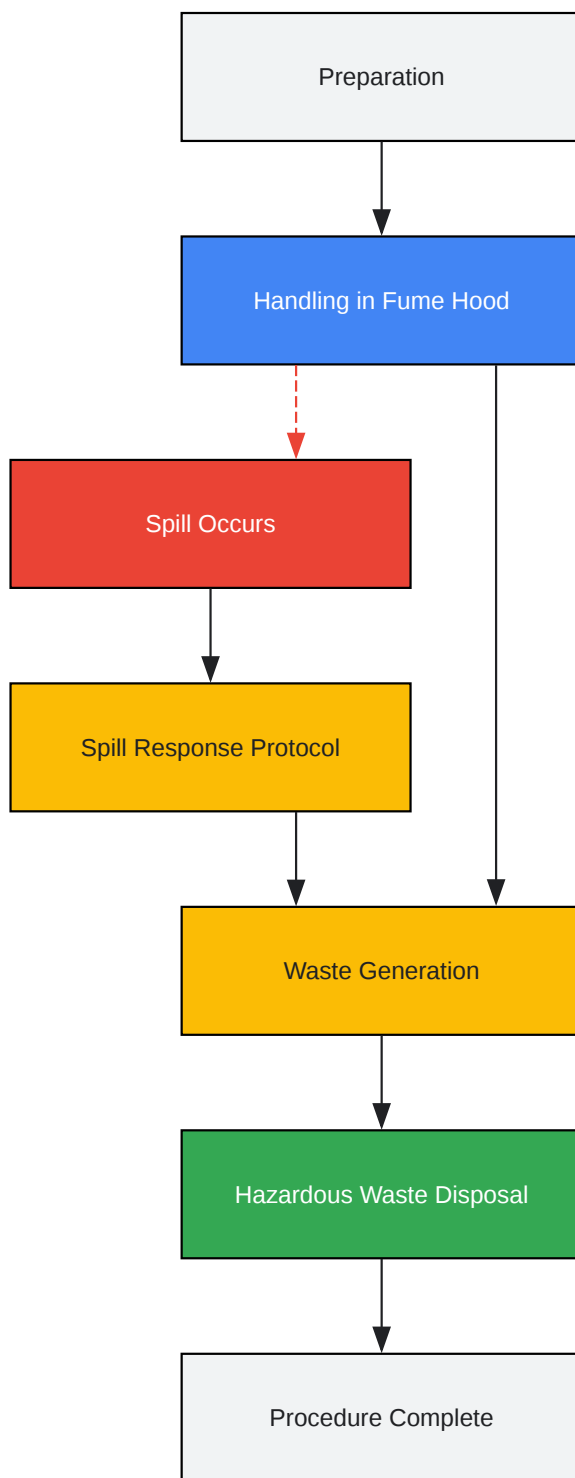 Preparation
Handling in Fume Hood
Spill Occurs
Spill Response Protocol
Waste Generation
Hazardous Waste Disposal
Procedure Complete